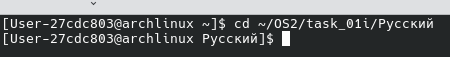 [User-27cdc803@archlinux ~]$ cd ~/OS2/task_01i/Русский
[User-27cdc803@archlinux Русский]$